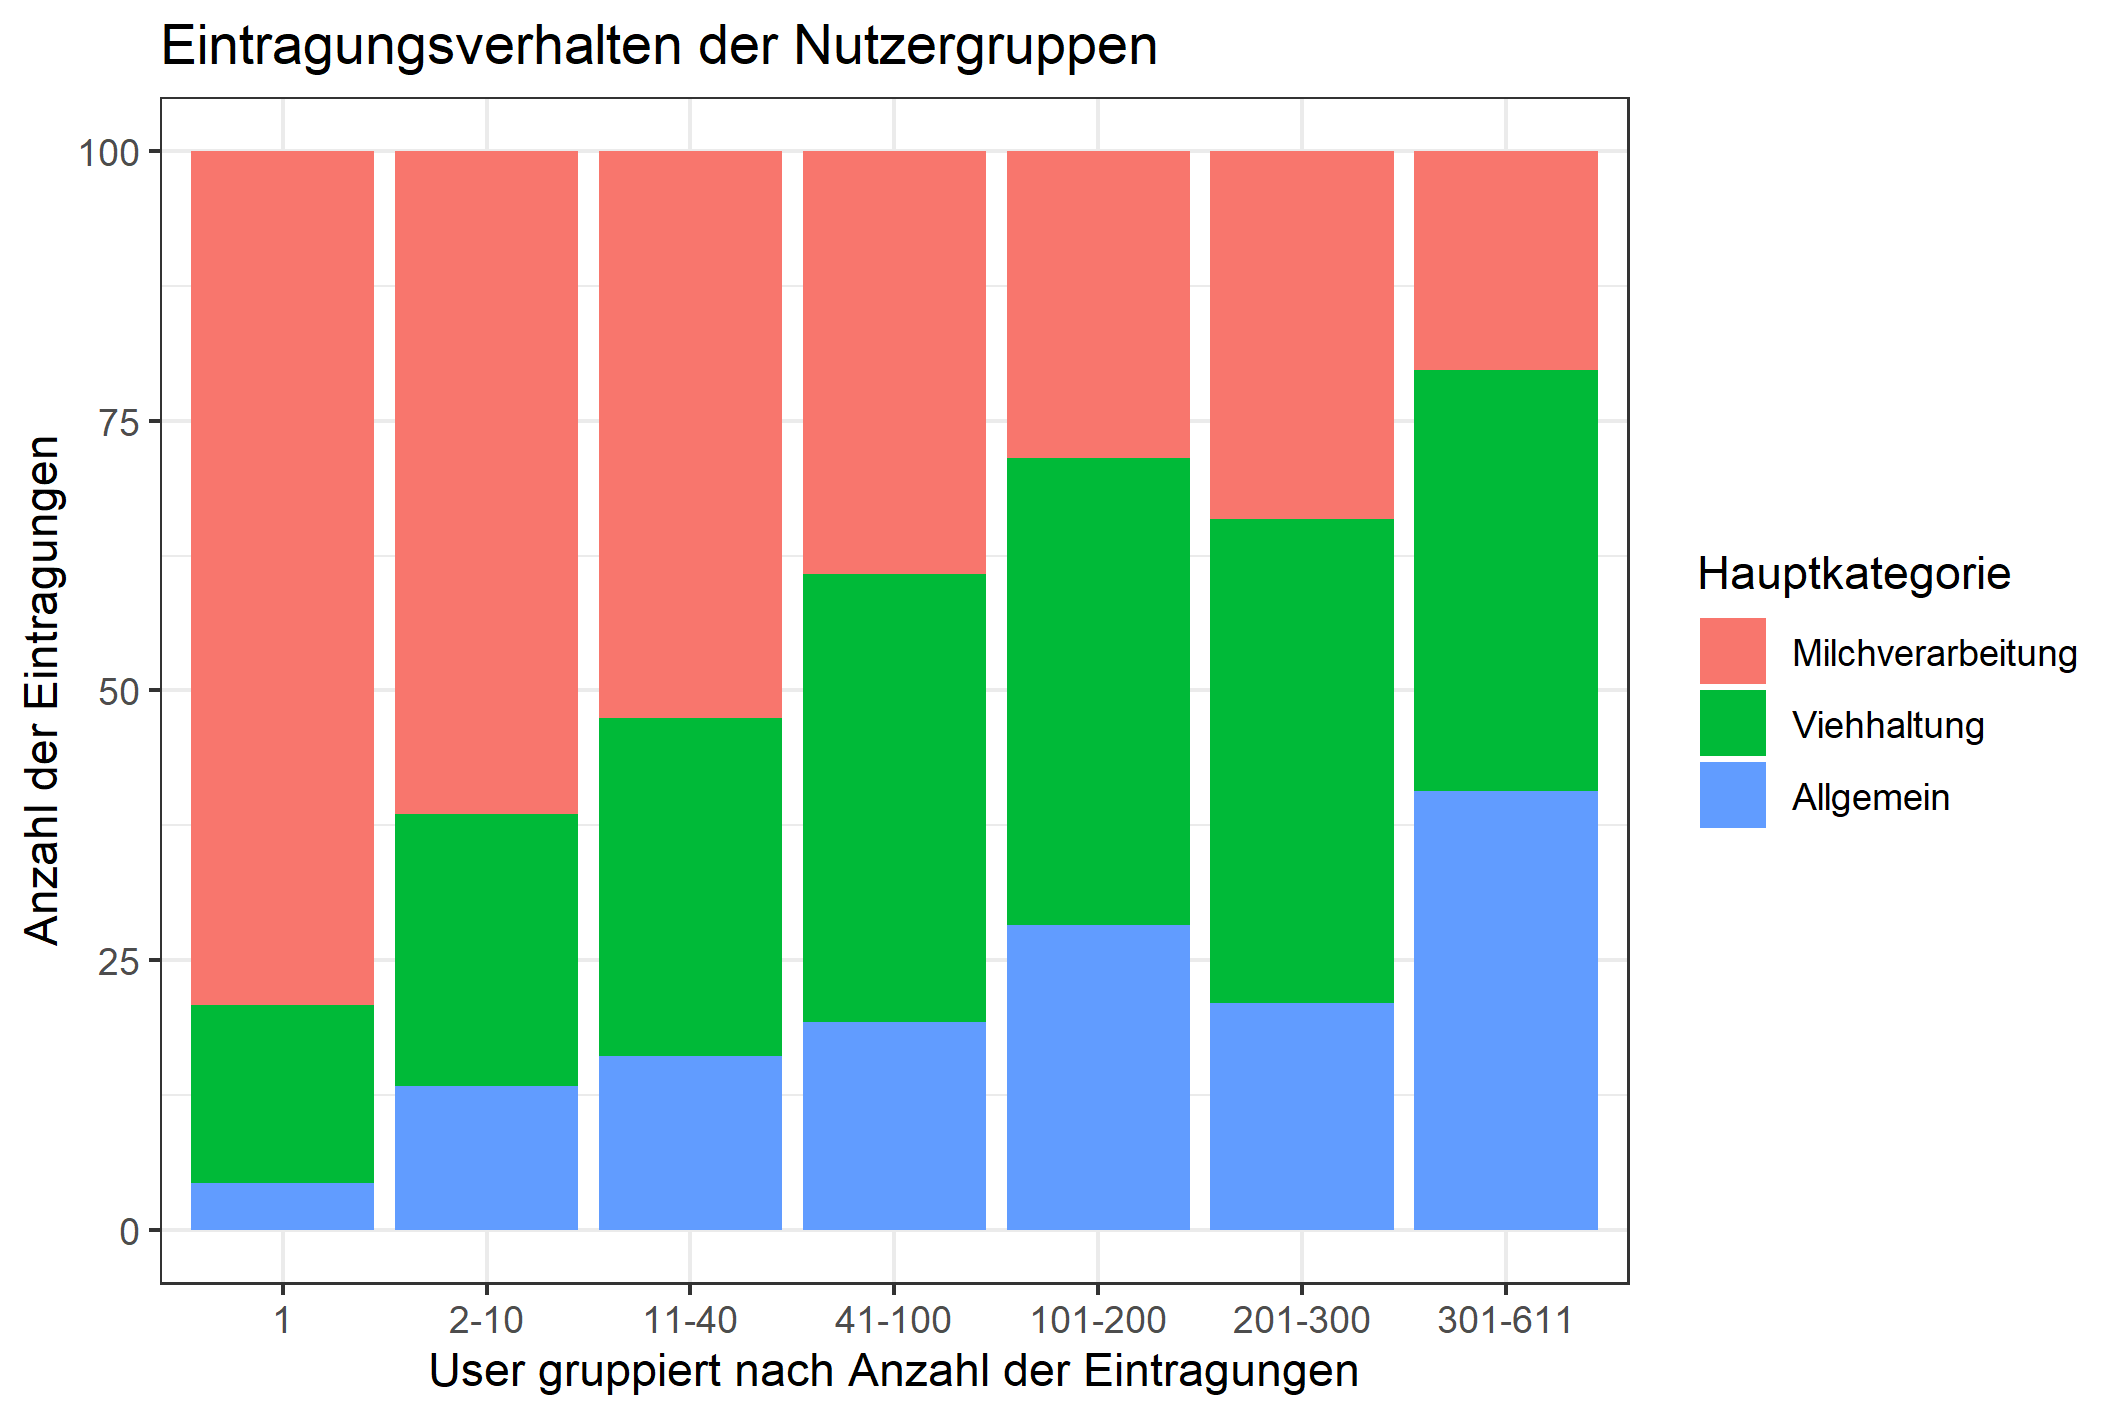 Eintragungsverhalten der Nutzergruppen
Anzahl der Eintragungen
100
75
50
25
0
1
2-10
11-40
41-100
101-200
201-300
301-611
User gruppiert nach Anzahl der Eintragungen
Hauptkategorie
Milchverarbeitung
Viehhaltung
Allgemein